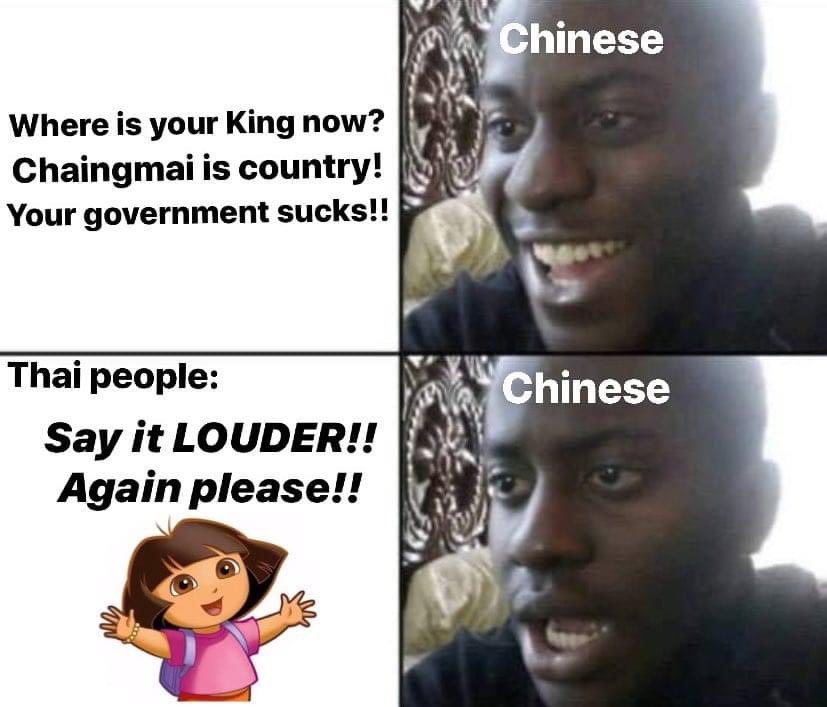 Where is your King now?
Chaingmai is country!
Your government sucks!!
Chinese
Thai people:
Say it LOUDER!!
Again please!!
Chinese